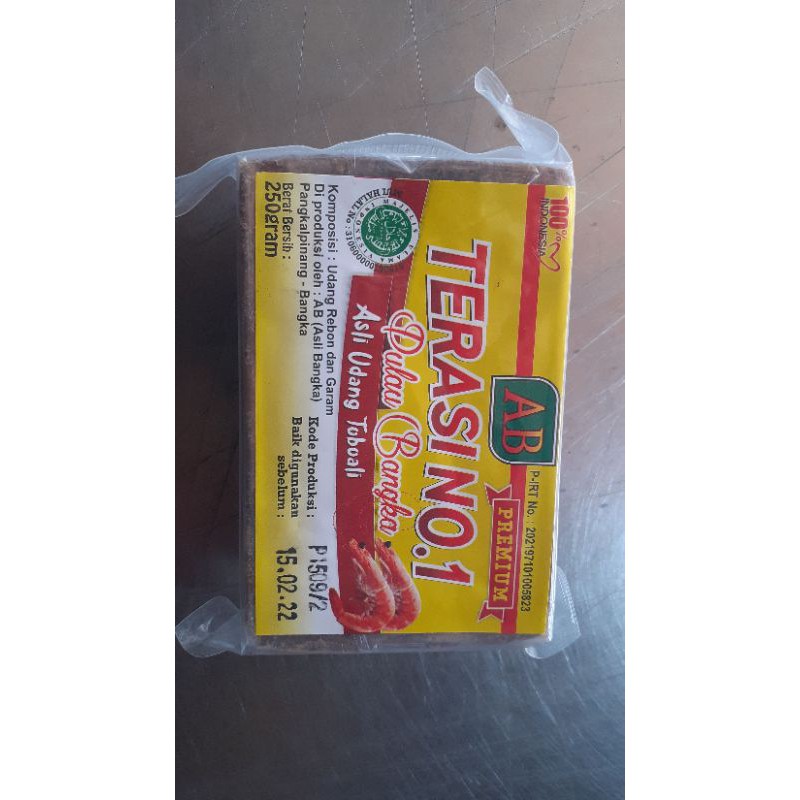 100%
INDONESIA
AB
P-IRT No. : 202197101005823
PREMIUM
TERASI NO.1
Pulau Bangka
Asli Udang Toboali
Komposisi : Udang Rebon dan Garam
Di produksi oleh : AB (Asli Bangka)
Pangkalpinang - Bangka
Berat Bersih :
250gram
Kode Produksi : P1509/2
Baik digunakan
sebelum : 15.02.22